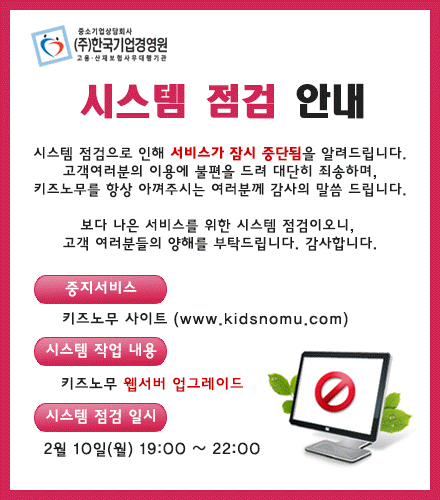 중소기업상담회사
(주)한국기업경영원
고용·산재보험사무대행기관
시스템 점검 안내
시스템 점검으로 인해 서비스가 잠시 중단됨을 알려드립니다.
고객여러분의 이용에 불편을 드려 대단히 죄송하며,
키즈노무를 항상 아껴주시는 여러분께 감사의 말씀 드립니다.
보다 나은 서비스를 위한 시스템 점검이오니,
고객 여러분들의 양해를 부탁드립니다. 감사합니다.
중지서비스
키즈노무 사이트 (www.kidsnomu.com)
시스템 작업 내용
키즈노무 웹서버 업그레이드
시스템 점검 일시
2월 10일(월) 19:00 ~ 22:00